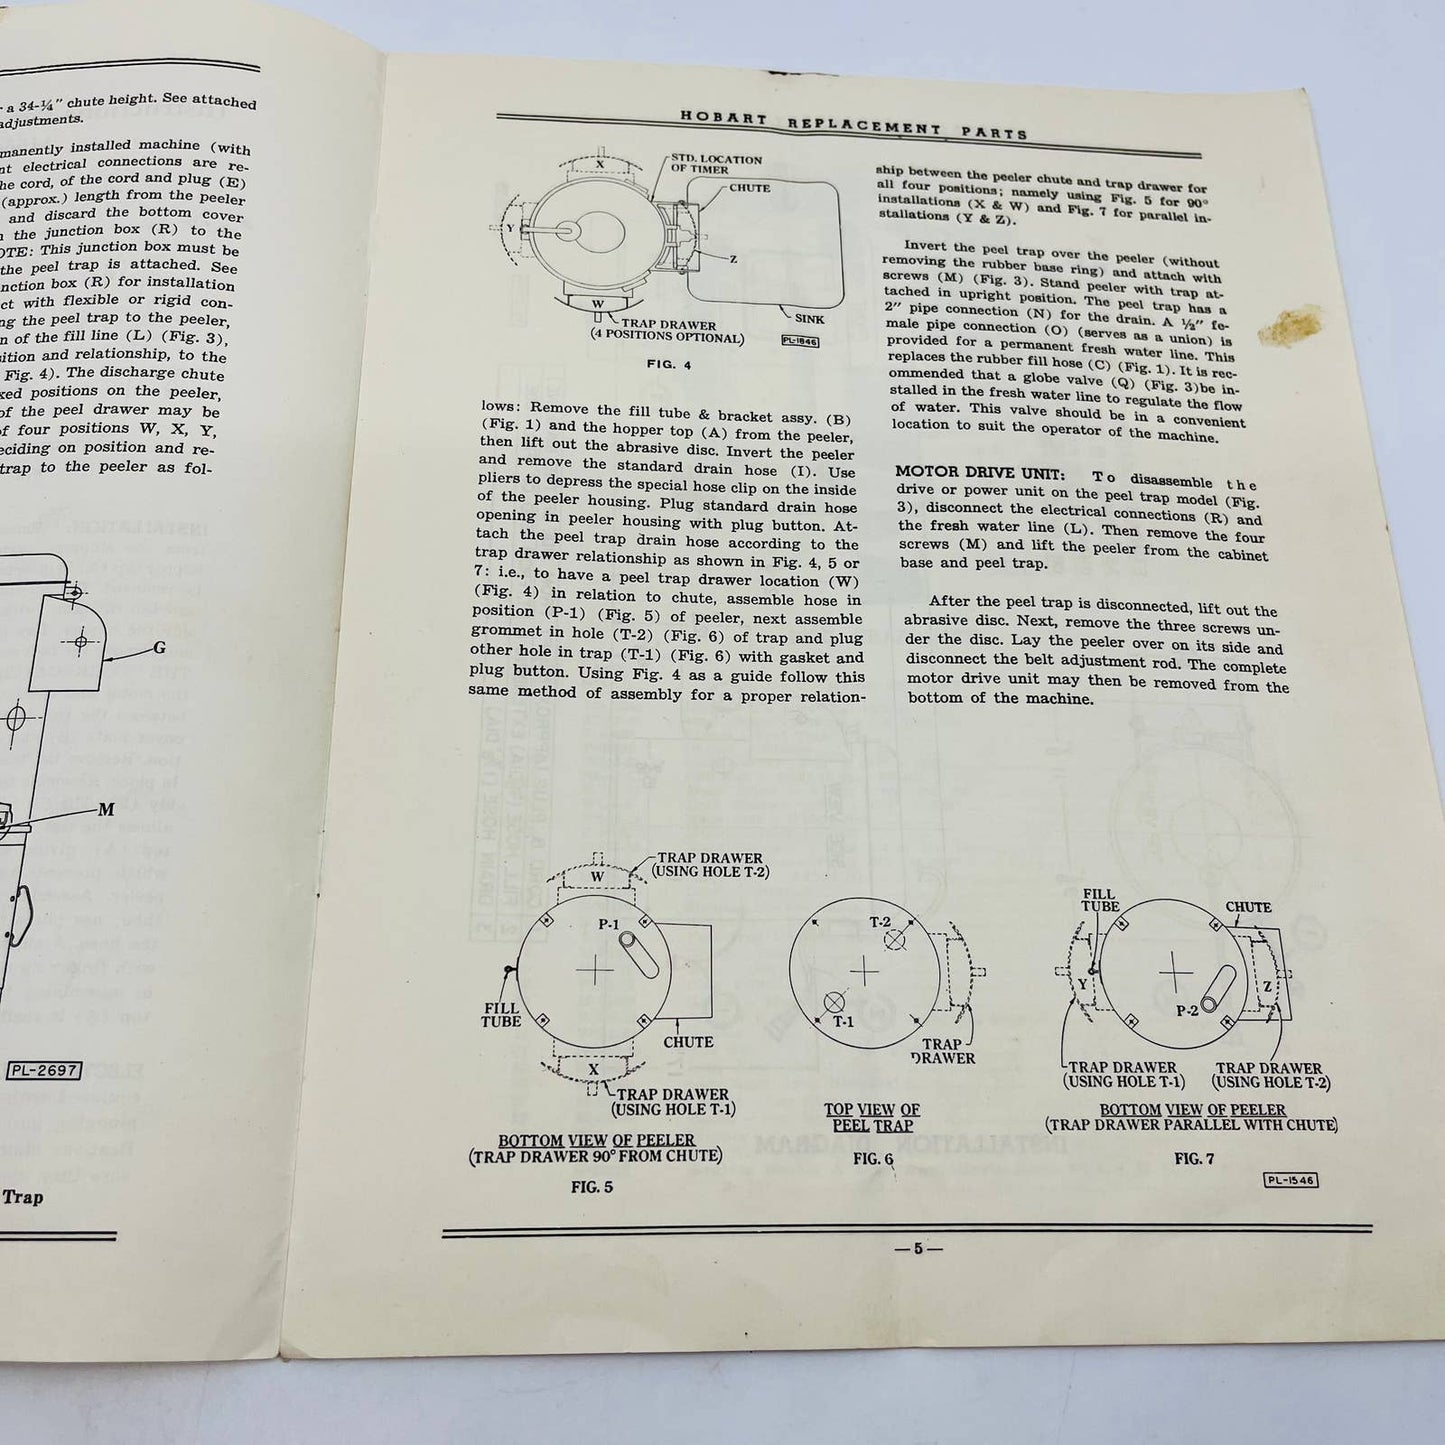 a 34-¼" chute height. See attached
adjustments.
manently installed machine (with
nt electrical connections are re-
he cord, of the cord and plug (E)
(approx.) length from the peeler
and discard the bottom cover
the junction box (R) to the
OTE: This junction box must be
the peel trap is attached. See
nction box (R) for installation
ct with flexible or rigid con-
ng the peel trap to the peeler,
n of the fill line (L) (Fig. 3),
sition and relationship, to the
Fig. 4). The discharge chute
xed positions on the peeler,
of the peel drawer may be
of four positions W, X, Y,
eciding on position and re-
trap to the peeler as fol-
G
M
PL-2697
Trap
HOBART REPLACEMENT PARTS
X
STD. LOCATION
OF TIMER
CHUTE
Y
Z
W
SINK
TRAP DRAWER
(4 POSITIONS OPTIONAL)
PL-1846
FIG. 4
lows: Remove the fill tube & bracket assy. (B)
(Fig. 1) and the hopper top (A) from the peeler,
then lift out the abrasive disc. Invert the peeler
and remove the standard drain hose (I). Use
pliers to depress the special hose clip on the inside
of the peeler housing. Plug standard drain hose
opening in peeler housing with plug button. At-
tach the peel trap drain hose according to the
trap drawer relationship as shown in Fig. 4, 5 or
7: i.e., to have a peel trap drawer location (W)
(Fig. 4) in relation to chute, assemble hose in
position (P-1) (Fig. 5) of peeler, next assemble
grommet in hole (T-2) (Fig. 6) of trap and plug
other hole in trap (T-1) (Fig. 6) with gasket and
plug button. Using Fig. 4 as a guide follow this
same method of assembly for a proper relation-
ship between the peeler chute and trap drawer for
all four positions; namely using Fig. 5 for 90°
installations (X & W) and Fig. 7 for parallel in-
stallations (Y & Z).
Invert the peel trap over the peeler (without
removing the rubber base ring) and attach with
screws (M) (Fig. 3). Stand peeler with trap at-
tached in upright position. The peel trap has a
2" pipe connection (N) for the drain. A ½" fe-
male pipe connection (O) (serves as a union) is
provided for a permanent fresh water line. This
replaces the rubber fill hose (C) (Fig. 1). It is rec-
ommended that a globe valve (Q) (Fig. 3)be in-
stalled in the fresh water line to regulate the flow
of water. This valve should be in a convenient
location to suit the operator of the machine.
MOTOR DRIVE UNIT: To disassemble the
drive or power unit on the peel trap model (Fig.
3), disconnect the electrical connections (R) and
the fresh water line (L). Then remove the four
screws (M) and lift the peeler from the cabinet
base and peel trap.
After the peel trap is disconnected, lift out the
abrasive disc. Next, remove the three screws un-
der the disc. Lay the peeler over on its side and
disconnect the belt adjustment rod. The complete
motor drive unit may then be removed from the
bottom of the machine.
TRAP DRAWER
(USING HOLE T-2)
W
P-1
FILL
TUBE
CHUTE
X
TRAP DRAWER
(USING HOLE T-1)
BOTTOM VIEW OF PEELER
(TRAP DRAWER 90° FROM CHUTE)
FIG. 5
T-2
T-1
TRAP
DRAWER
TOP VIEW OF
PEEL TRAP
FIG. 6
FILL
TUBE
CHUTE
Y
Z
P-2
TRAP DRAWER
(USING HOLE T-1)
TRAP DRAWER
(USING HOLE T-2)
BOTTOM VIEW OF PEELER
(TRAP DRAWER PARALLEL WITH CHUTE)
FIG. 7
PL-1546
— 5 —